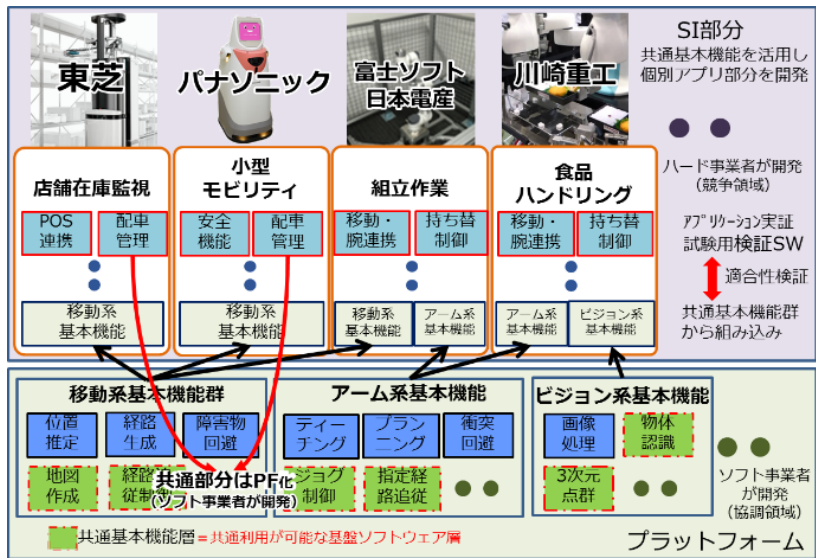 SI部分
共通基本機能を活用し
個別アプリ部分を開発
東芝
パナソニック
富士ソフト
日本電産
川崎重工
ハード事業者が開発
(競争領域)
店舗在庫監視
小型
モビリティ
組立作業
食品
ハンドリング
POS
連携
配車
管理
安全
機能
配車
管理
移動・
腕連携
持ち替
制御
移動・
腕連携
持ち替
制御
アプリケーション実証
試験用検証SW
適合性検証
共通基本機能群
から組み込み
移動系
基本機能
移動系
基本機能
移動系
基本機能
アーム系
基本機能
アーム系
基本機能
ビジョン系
基本機能
移動系基本機能群
アーム系基本機能
ビジョン系基本機能
位置
推定
経路
生成
障害物
回避
ティー
チング
プラン
ニング
衝突
回避
画像
処理
物体
認識
地図
作成
経路
従制御
共通部分はPF化
(ソフト事業者が開発)
ジョグ
制御
指定経
路追従
3次元
点群
ソフト事業者
が開発
(協調領域)
共通基本機能層=共通利用が可能な基盤ソフトウェア層
プラットフォーム